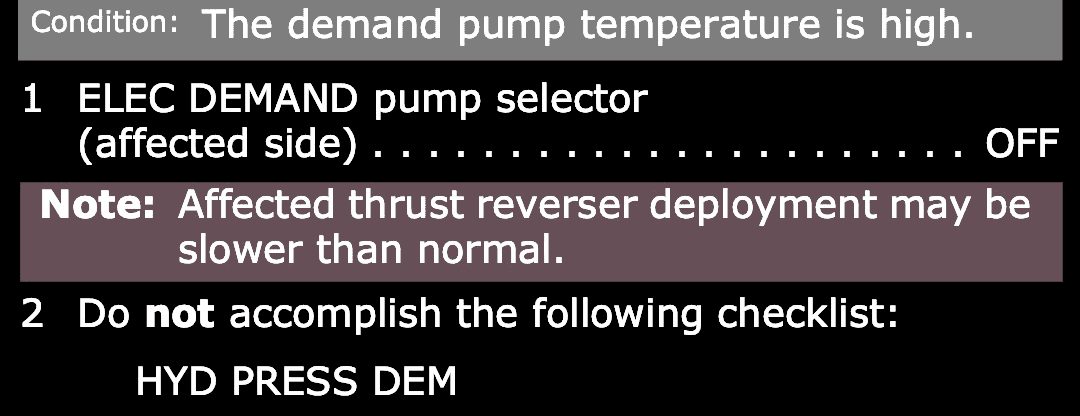 Condition: The demand pump temperature is high.
1 ELEC DEMAND pump selector
(affected side) . . . . . . . . . . . . . . . . . . . . . . OFF
Note: Affected thrust reverser deployment may be
slower than normal.
2 Do not accomplish the following checklist:
HYD PRESS DEM